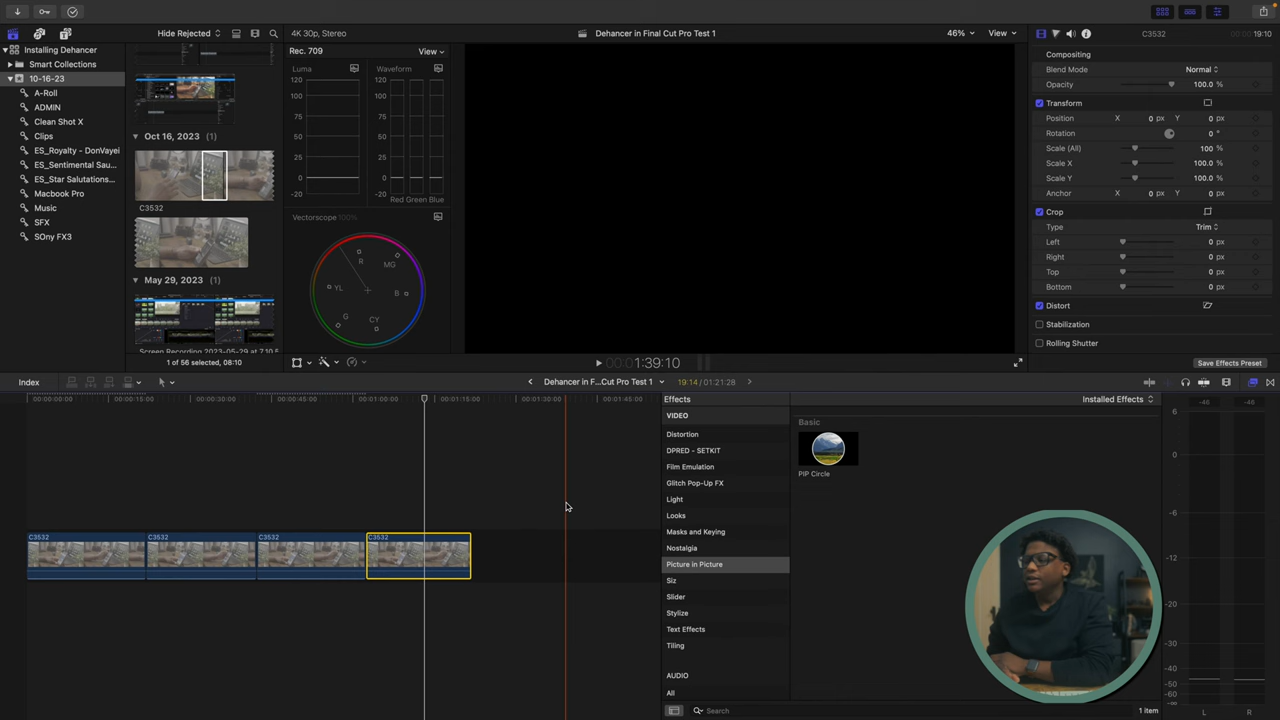 Hide Rejected
4K 30p, Stereo
Dehancer in Final Cut Pro Test 1
46%
View
C3532
19:10
Installing Dehancer
Smart Collections
10-16-23
A-Roll
ADMIN
Clean Shot X
Clips
ES_Royalty - DonVayei
ES_Sentimental Sau...
ES_Star Salutations...
Macbook Pro
Music
SFX
SOny FX3
Oct 16, 2023 (1)
C3532
May 29, 2023 (1)
Screen Recording 2023-05-29 at 7.10.5
1 of 56 selected, 08:10
Rec. 709
View
Luma
Waveform
120
100
75
50
25
0
-20
120
100
75
50
25
0
-20
Red Green Blue
Vectorscope 100%
R
MG
YL
B
G
CY
00:00:01:39:10
Compositing
Blend Mode
Normal
Opacity
100.0 %
Transform
Position
X
0 px
Y
0 px
Rotation
0 °
Scale (All)
100 %
Scale X
100.0 %
Scale Y
100.0 %
Anchor
X
0 px
Y
0 px
Crop
Type
Trim
Left
0 px
Right
0 px
Top
0 px
Bottom
0 px
Distort
Stabilization
Rolling Shutter
Save Effects Preset
Index
Dehancer in F...Cut Pro Test 1
19:14 / 01:21:28
00:00:00:00
00:00:15:00
00:00:30:00
00:00:45:00
00:01:00:00
00:01:15:00
00:01:30:00
00:01:45:00
C3532
C3532
C3532
C3532
Effects
Installed Effects
VIDEO
Distortion
DPRED - SETKIT
Film Emulation
Glitch Pop-Up FX
Light
Looks
Masks and Keying
Nostalgia
Picture in Picture
Siz
Slider
Stylize
Text Effects
Tiling
AUDIO
All
Basic
PIP Circle
Search
1 item
-48
-48
6
0
-6
-12
-20
-30
-40
-50
-60
-∞
L
R